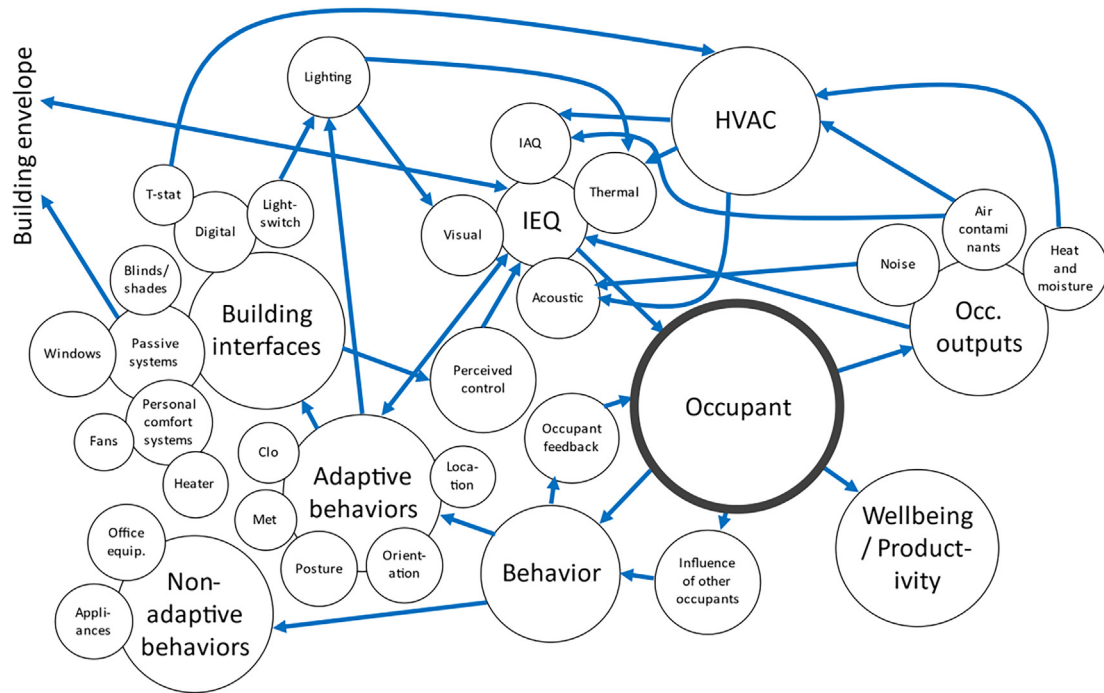 Building envelope
Lighting
HVAC
IAQ
Thermal
T-stat
Light-
switch
Digital
Visual
IEQ
Air
contami
nants
Noise
Heat and
moisture
Blinds/
shades
Acoustic
Building
interfaces
Occ.
outputs
Windows
Passive
systems
Perceived
control
Personal
comfort
systems
Occupant
Fans
Occupant
feedback
Clo
Loca-
tion
Heater
Adaptive
behaviors
Met
Wellbeing
/ Product-
ivity
Office
equip.
Posture
Orient-
ation
Behavior
Influence
of other
occupants
Non-
adaptive
behaviors
Appli-
ances